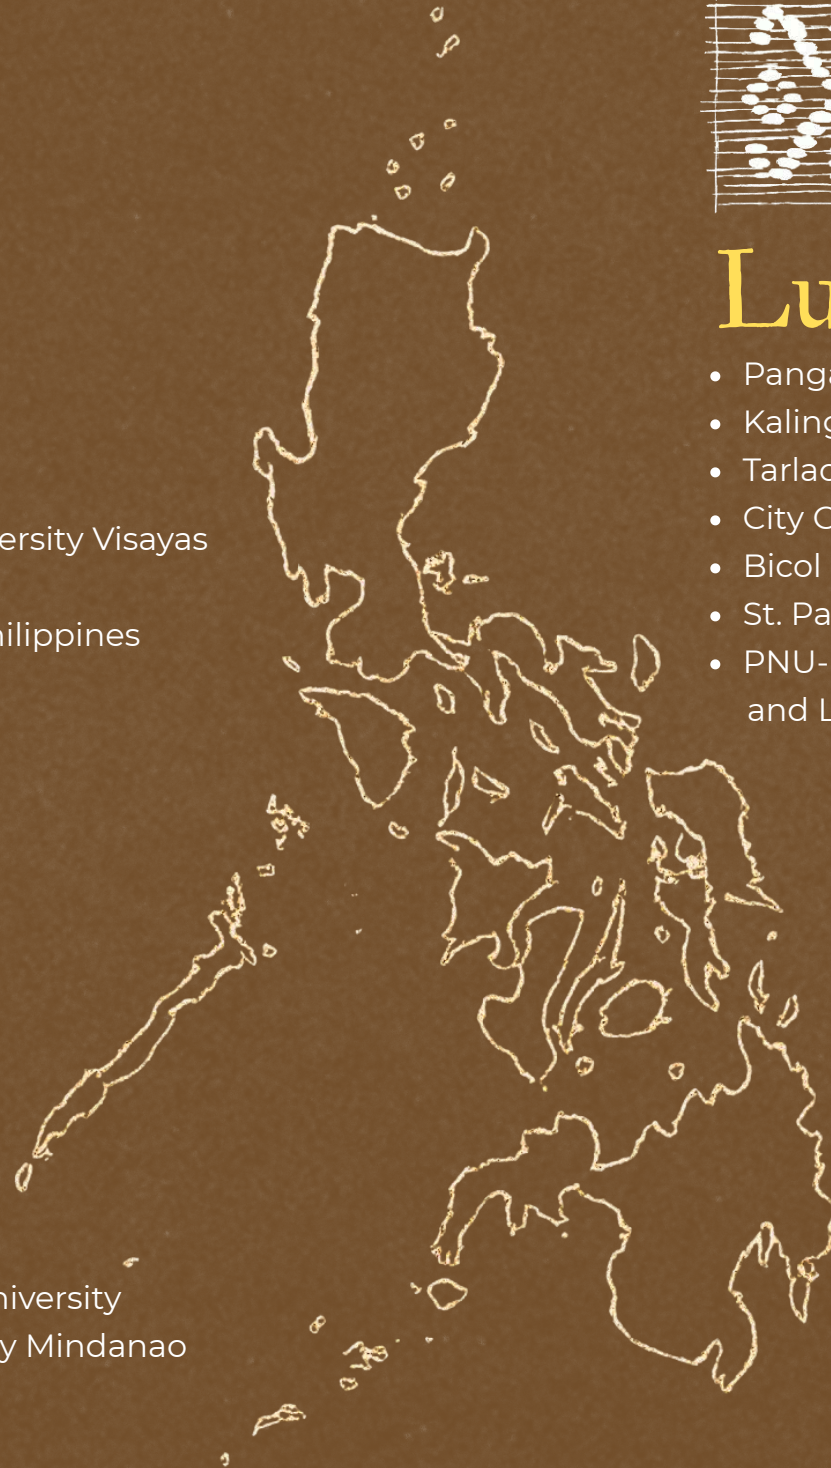 Lu
• Panga
• Kaling
• Tarlac
• City C
• Bicol
• St. Pa
• PNU-
and L
ersity Visayas
ilippines
niversity
y Mindanao